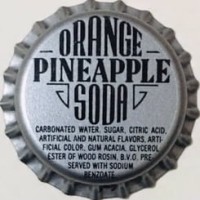 ORANGE
PINEAPPLE
SODA
CARBONATED WATER, SUGAR, CITRIC ACID,
ARTIFICIAL AND NATURAL FLAVORS, ARTI-
FICIAL COLOR, GUM ACACIA, GLYCEROL
ESTER OF WOOD ROSIN, B.V.O. PRE-
SERVED WITH SODIUM
BENZOATE